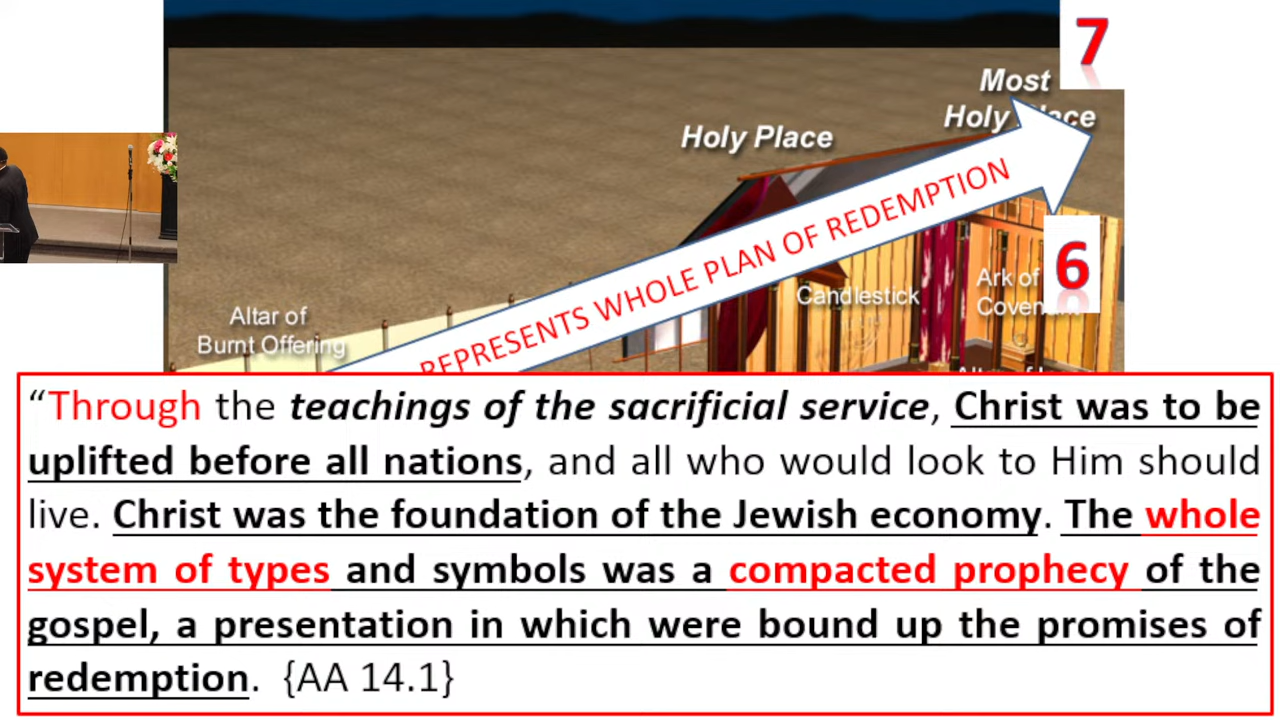 7
Most
Holy Place
Holy Place
REPRESENTS WHOLE PLAN OF REDEMPTION
6
Candlestick
Ark of
Covenant
Altar of
Burnt Offering
“Through the teachings of the sacrificial service, Christ was to be
uplifted before all nations, and all who would look to Him should
live. Christ was the foundation of the Jewish economy. The whole
system of types and symbols was a compacted prophecy of the
gospel, a presentation in which were bound up the promises of
redemption. {AA 14.1}